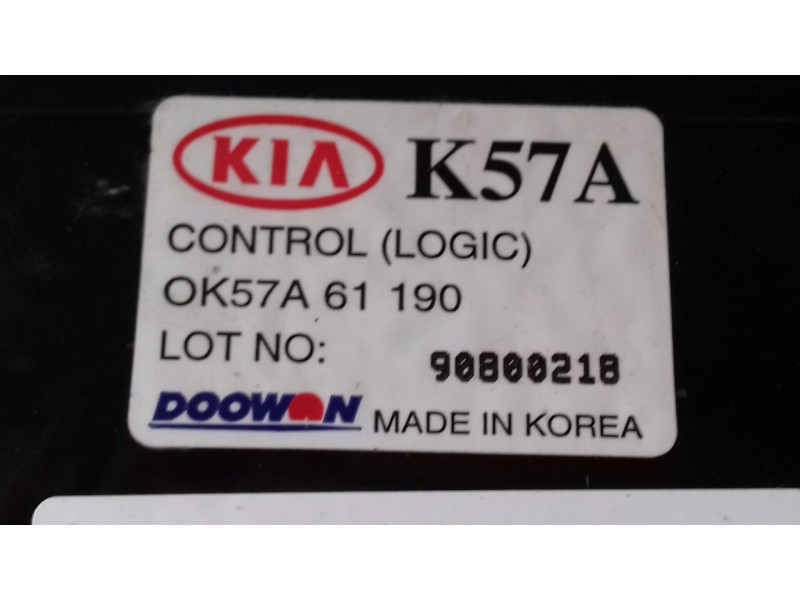 KIA K57A
CONTROL (LOGIC)
OK57A 61 190
LOT NO: 90800218
DOOWON MADE IN KOREA